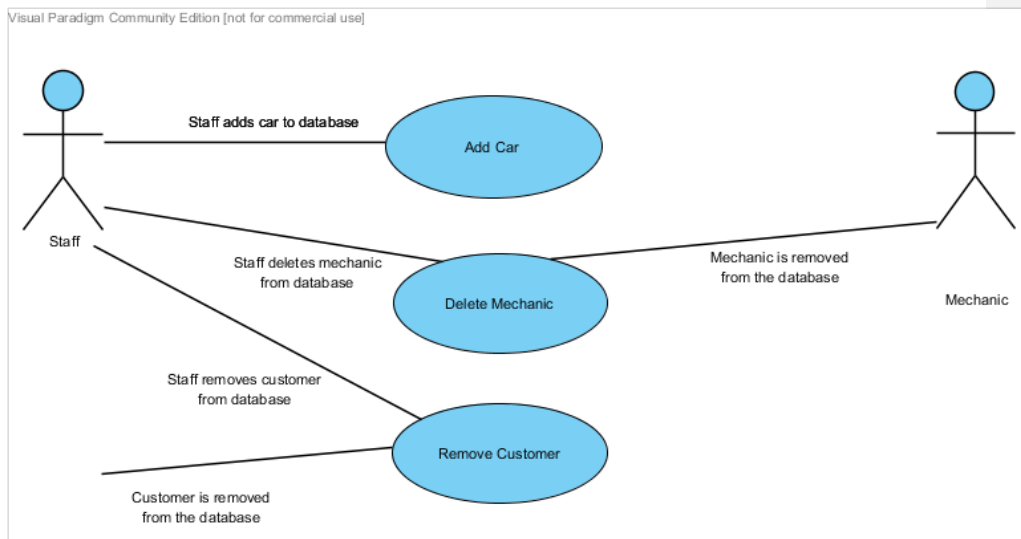 Visual Paradigm Community Edition [not for commercial use]
Staff adds car to database
Add Car
Staff
Staff deletes mechanic
from database
Mechanic is removed
from the database
Delete Mechanic
Mechanic
Staff removes customer
from database
Remove Customer
Customer is removed
from the database